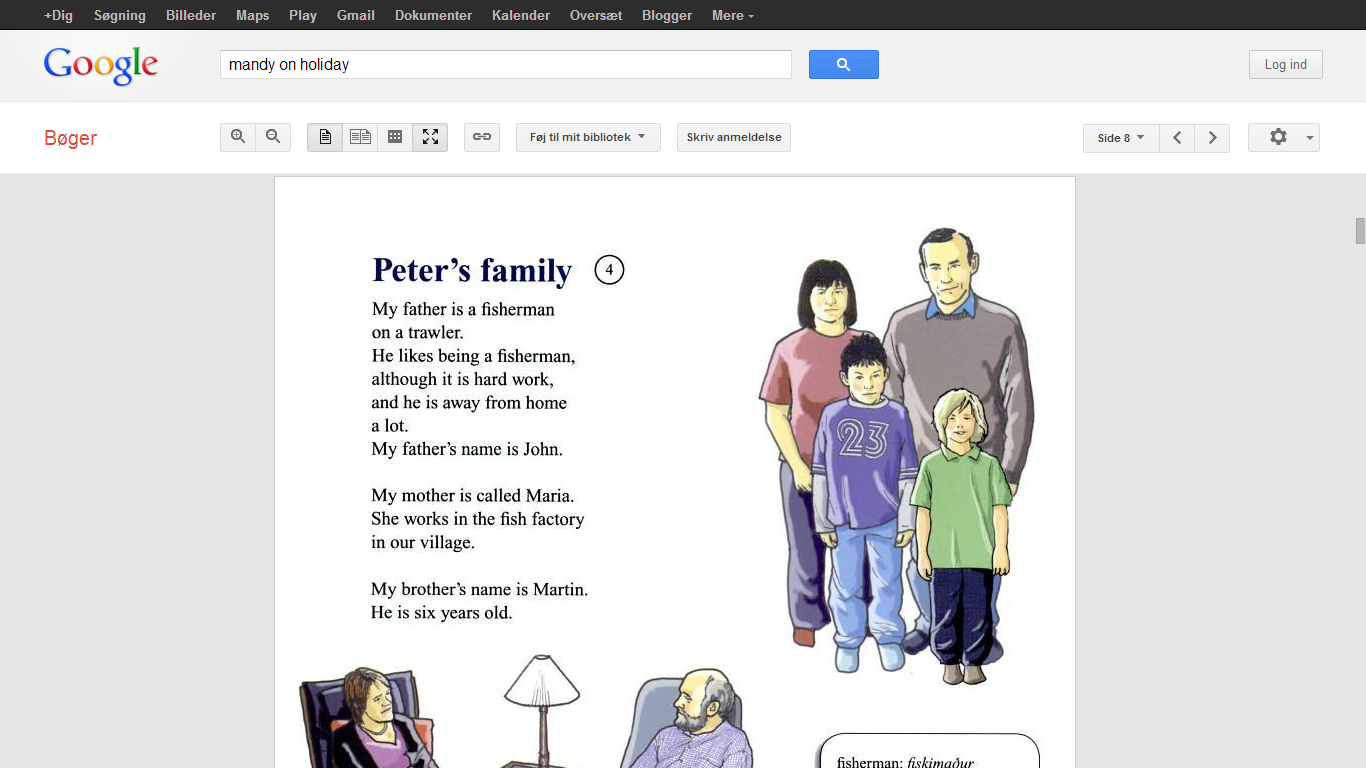 +Dig Søgning Billeder Maps Play Gmail Dokumenter Kalender Oversæt Blogger Mere
Google mandy on holiday Log ind
Bøger Føj til mit bibliotek Skriv anmeldelse Side 8
Peter's family 4
My father is a fisherman
on a trawler.
He likes being a fisherman,
although it is hard work,
and he is away from home
a lot.
My father's name is John.
My mother is called Maria.
She works in the fish factory
in our village.
My brother's name is Martin.
He is six years old.
23
fisherman: fiskimaður